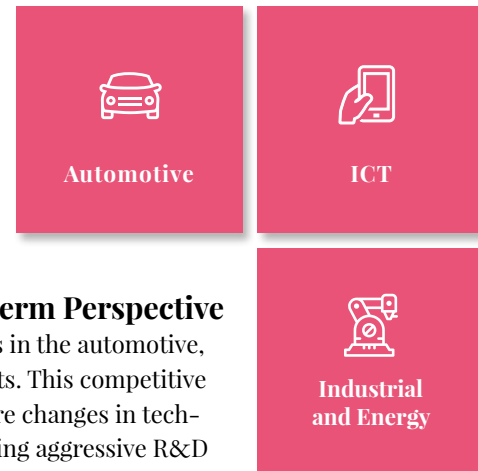 Automotive
ICT
erm Perspective
s in the automotive,
ts. This competitive
re changes in tech-
ing aggressive R&D
Industrial
and Energy